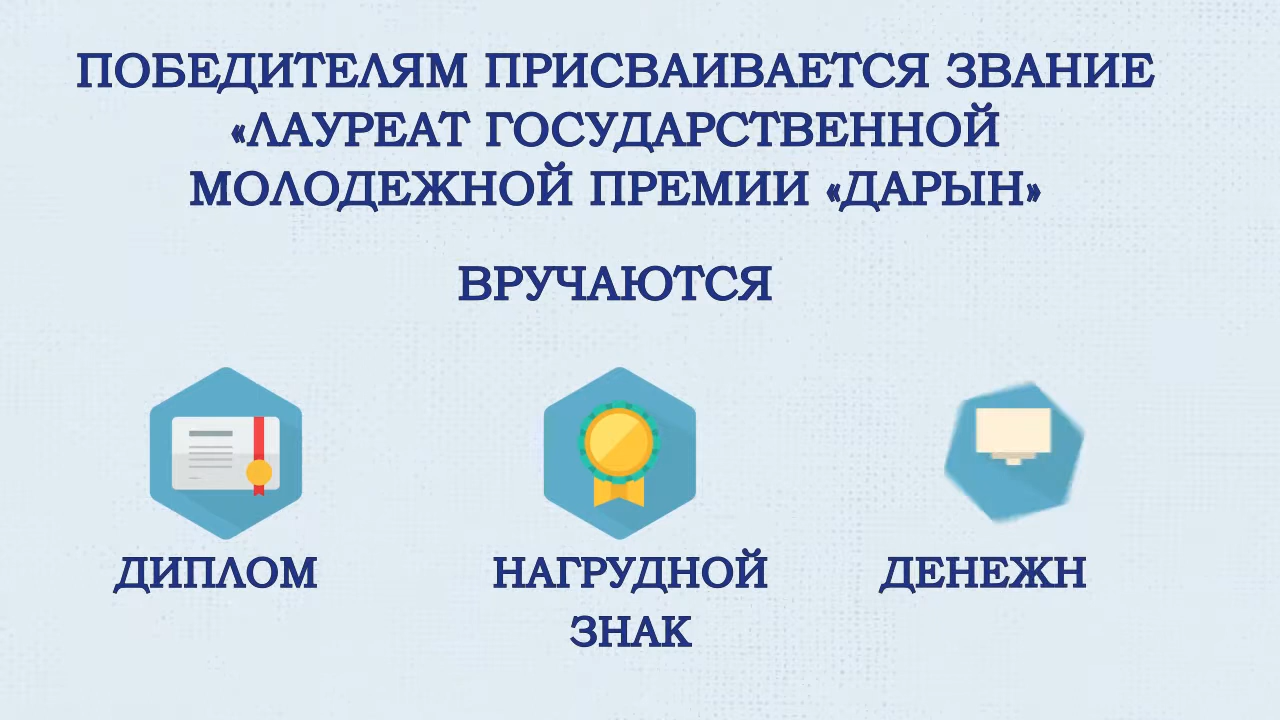 ПОБЕДИТЕЛЯМ ПРИСВАИВАЕТСЯ ЗВАНИЕ
«ЛАУРЕАТ ГОСУДАРСТВЕННОЙ
МОЛОДЕЖНОЙ ПРЕМИИ «ДАРЫН»
ВРУЧАЮТСЯ
ДИПЛОМ
НАГРУДНОЙ
ЗНАК
ДЕНЕЖН